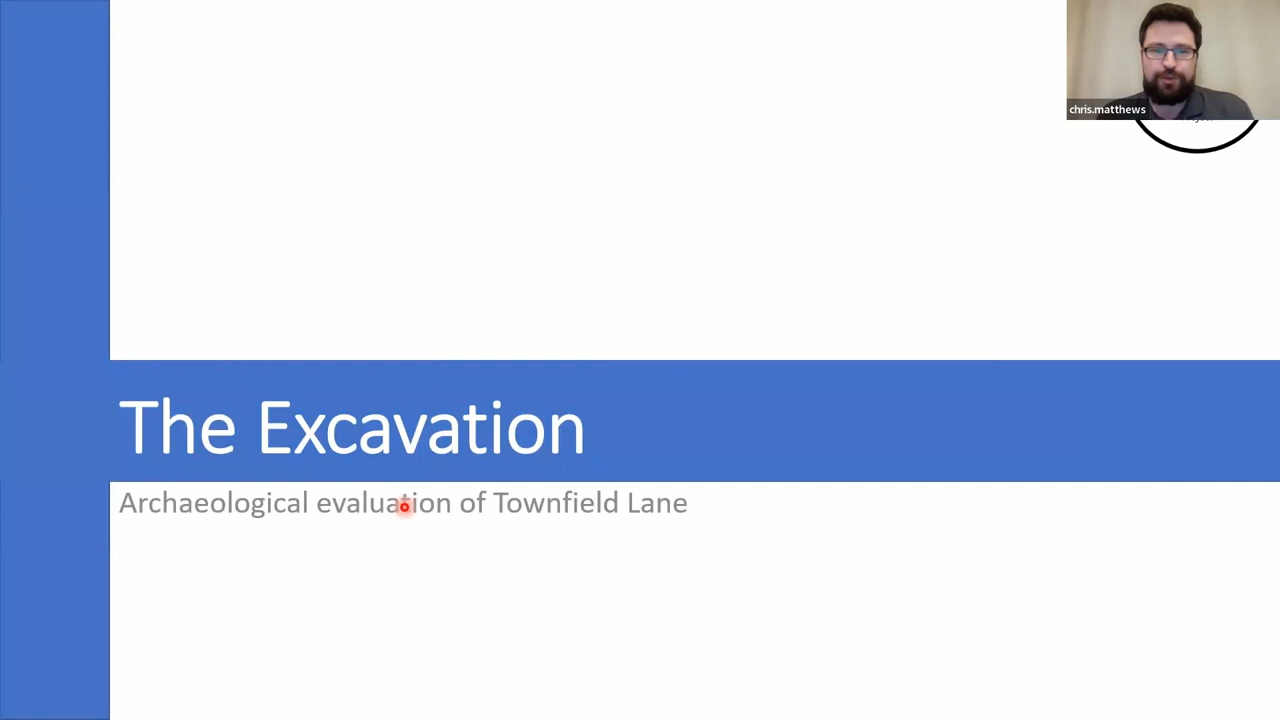 chris.matthews
The Excavation
Archaeological evaluation of Townfield Lane